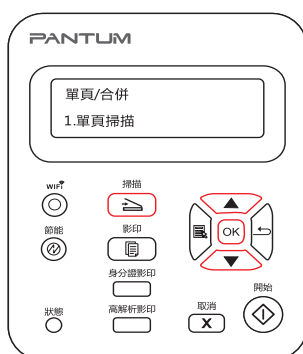 PANTUM
單頁/合併
1.單頁掃描
WiFi
掃描
節能
影印
OK
身分證影印
開始
狀態
高解析影印
取消
X